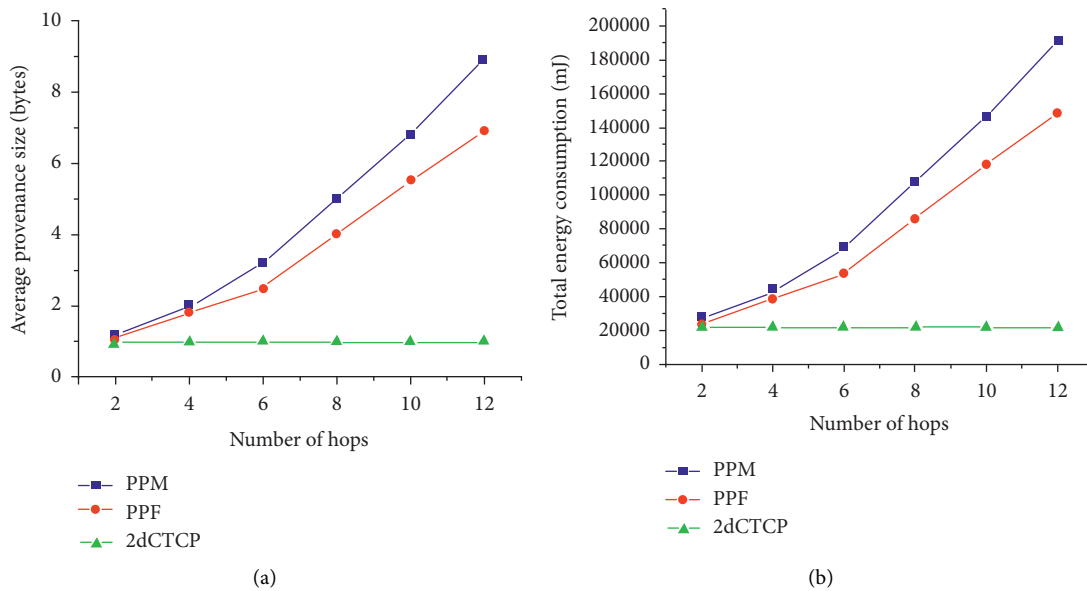 10
8
6
4
2
0
Average provenance size (bytes)
2 4 6 8 10 12
Number of hops
PPM
PPF
2dCTCP
(a)
200000
180000
160000
140000
120000
100000
80000
60000
40000
20000
0
Total energy consumption (mJ)
2 4 6 8 10 12
Number of hops
PPM
PPF
2dCTCP
(b)